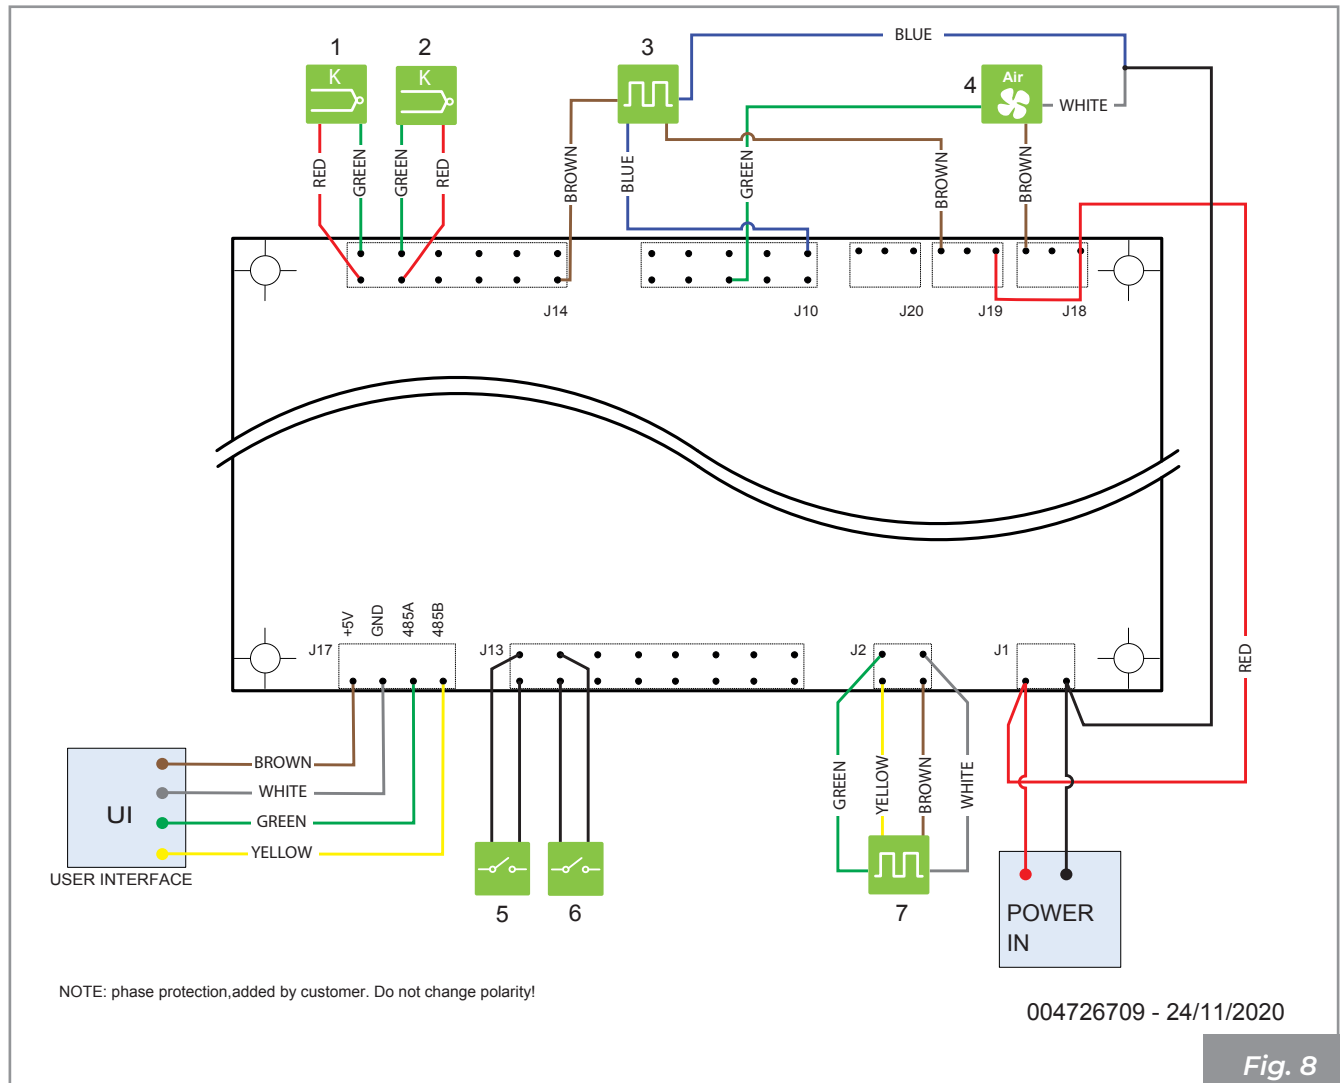 1
2
3
BLUE
K
K
4
Air
WHITE
RED
GREEN
GREEN
RED
BROWN
BLUE
GREEN
BROWN
BROWN
J14
J10
J20
J19
J18
+5V
GND
485A
485B
J17
J13
J2
J1
RED
BROWN
WHITE
GREEN
YELLOW
UI
USER INTERFACE
GREEN
YELLOW
BROWN
WHITE
5
6
7
POWER
IN
NOTE: phase protection,added by customer. Do not change polarity!
004726709 - 24/11/2020
Fig. 8